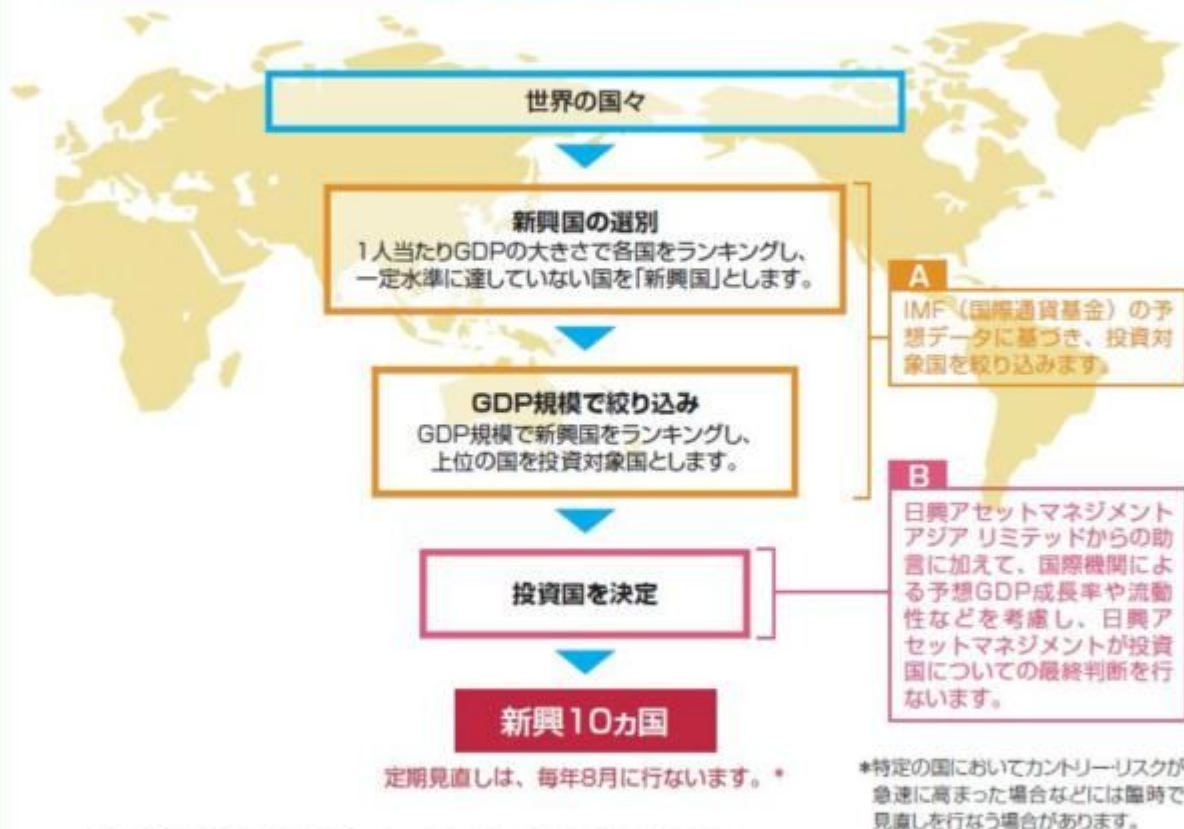 世界の国々
新興国の選別
1人当たりGDPの大きさで各国をランキングし、
一定水準に達していない国を「新興国」とします。
A
IMF（国際通貨基金）の予
想データに基づき、投資対
象国を絞り込みます。
GDP規模で絞り込み
GDP規模で新興国をランキングし、
上位の国を投資対象国とします。
B
日興アセットマネジメント
アジア リミテッドからの助
言に加えて、国際機関によ
る予想GDP成長率や流動
性などを考慮し、日興ア
セットマネジメントが投資
国についての最終判断を行
ないます。
投資国を決定
新興10ヵ国
定期見直しは、毎年8月に行ないます。*
*特定の国においてカントリー・リスクが
急速に高まった場合などには臨時で
見直しを行なう場合があります。